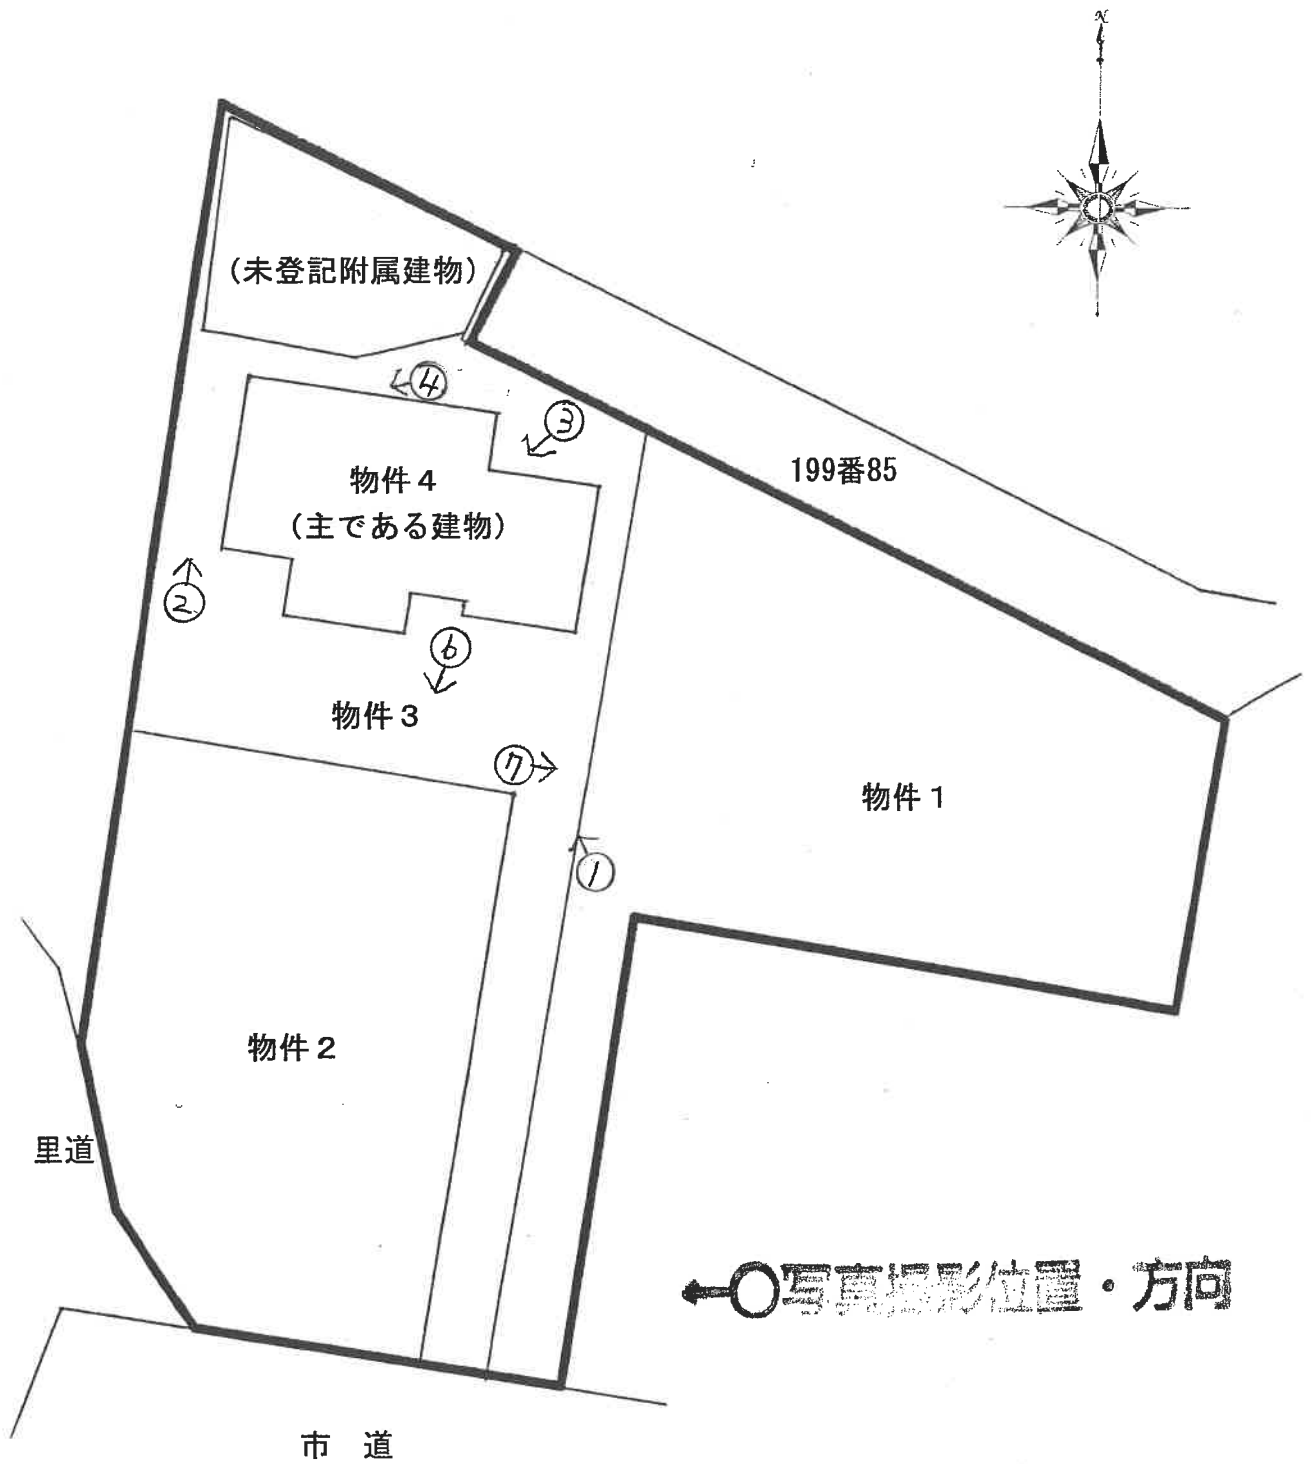 N
(未登記附属建物)
④
③
199番85
物件4
(主である建物)
②
⑥
物件3
⑦
物件1
①
物件2
里道
写真撮影位置・方向
市 道